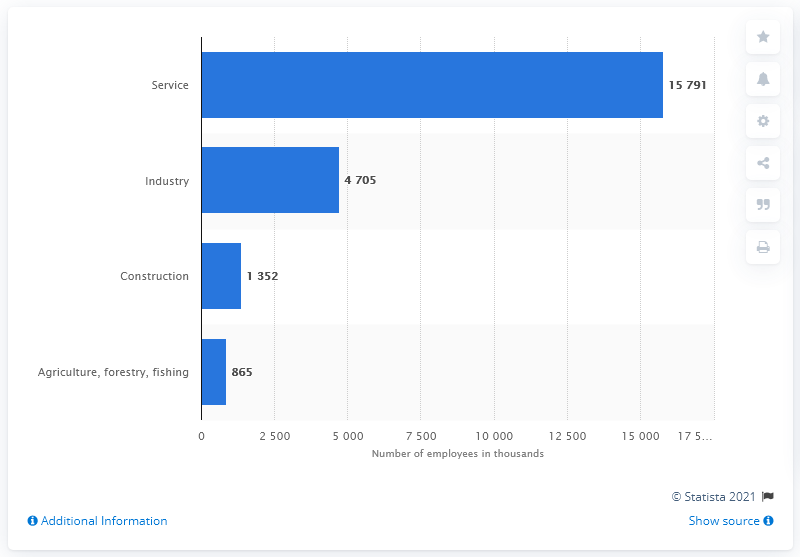 Service
15 791
Industry
4 705
Construction
1 352
Agriculture, forestry, fishing
865
0 2 500 5 000 7 500 10 000 12 500 15 000 17 5...
Number of employees in thousands
© Statista 2021
Additional Information
Show source